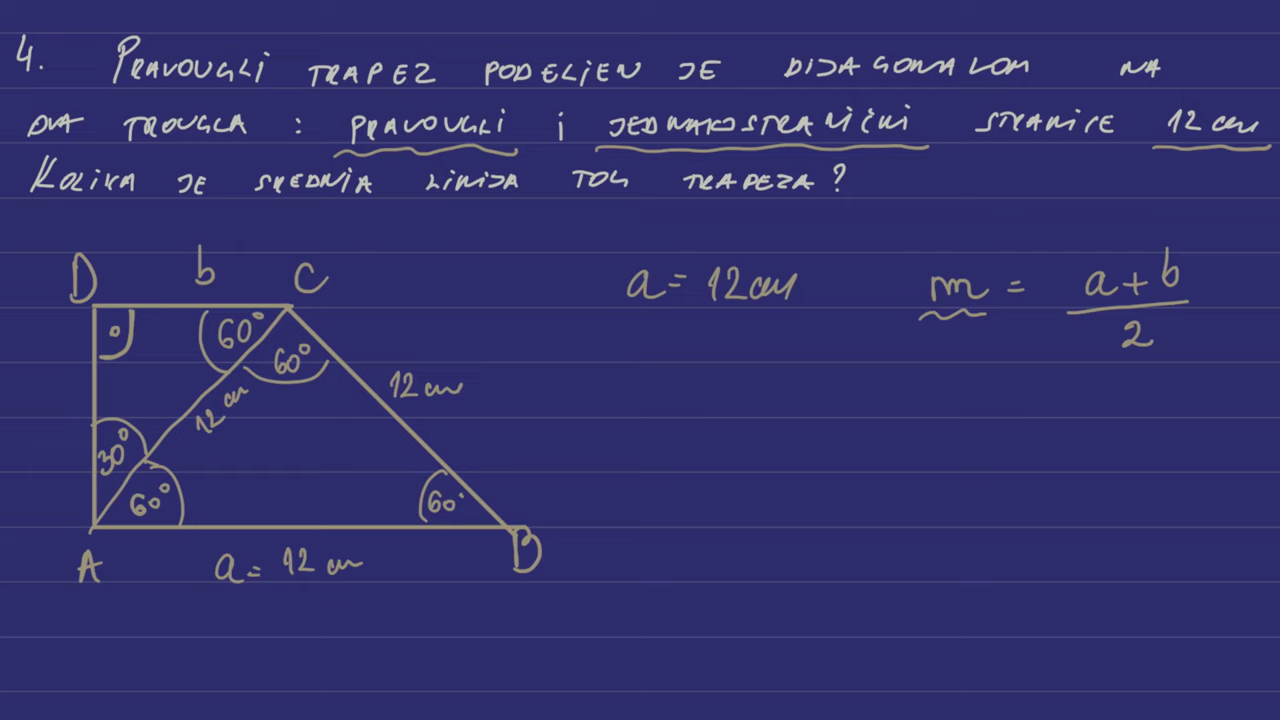 4. PRAVOUGLI TRAPEZ PODELJEN JE DIJAGONALOM NA
DVA TROUGLA : PRAVOUGLI i JEDNAKOSTRANIČNI STRANICE 12 cm
KOLIKA JE SREDNJA LINIJA TOG TRAPEZA?
D b C
a = 12 cm
m = a + b / 2
60°
60°
12 cm
12 cm
30°
60°
60°
A
a = 12 cm
B